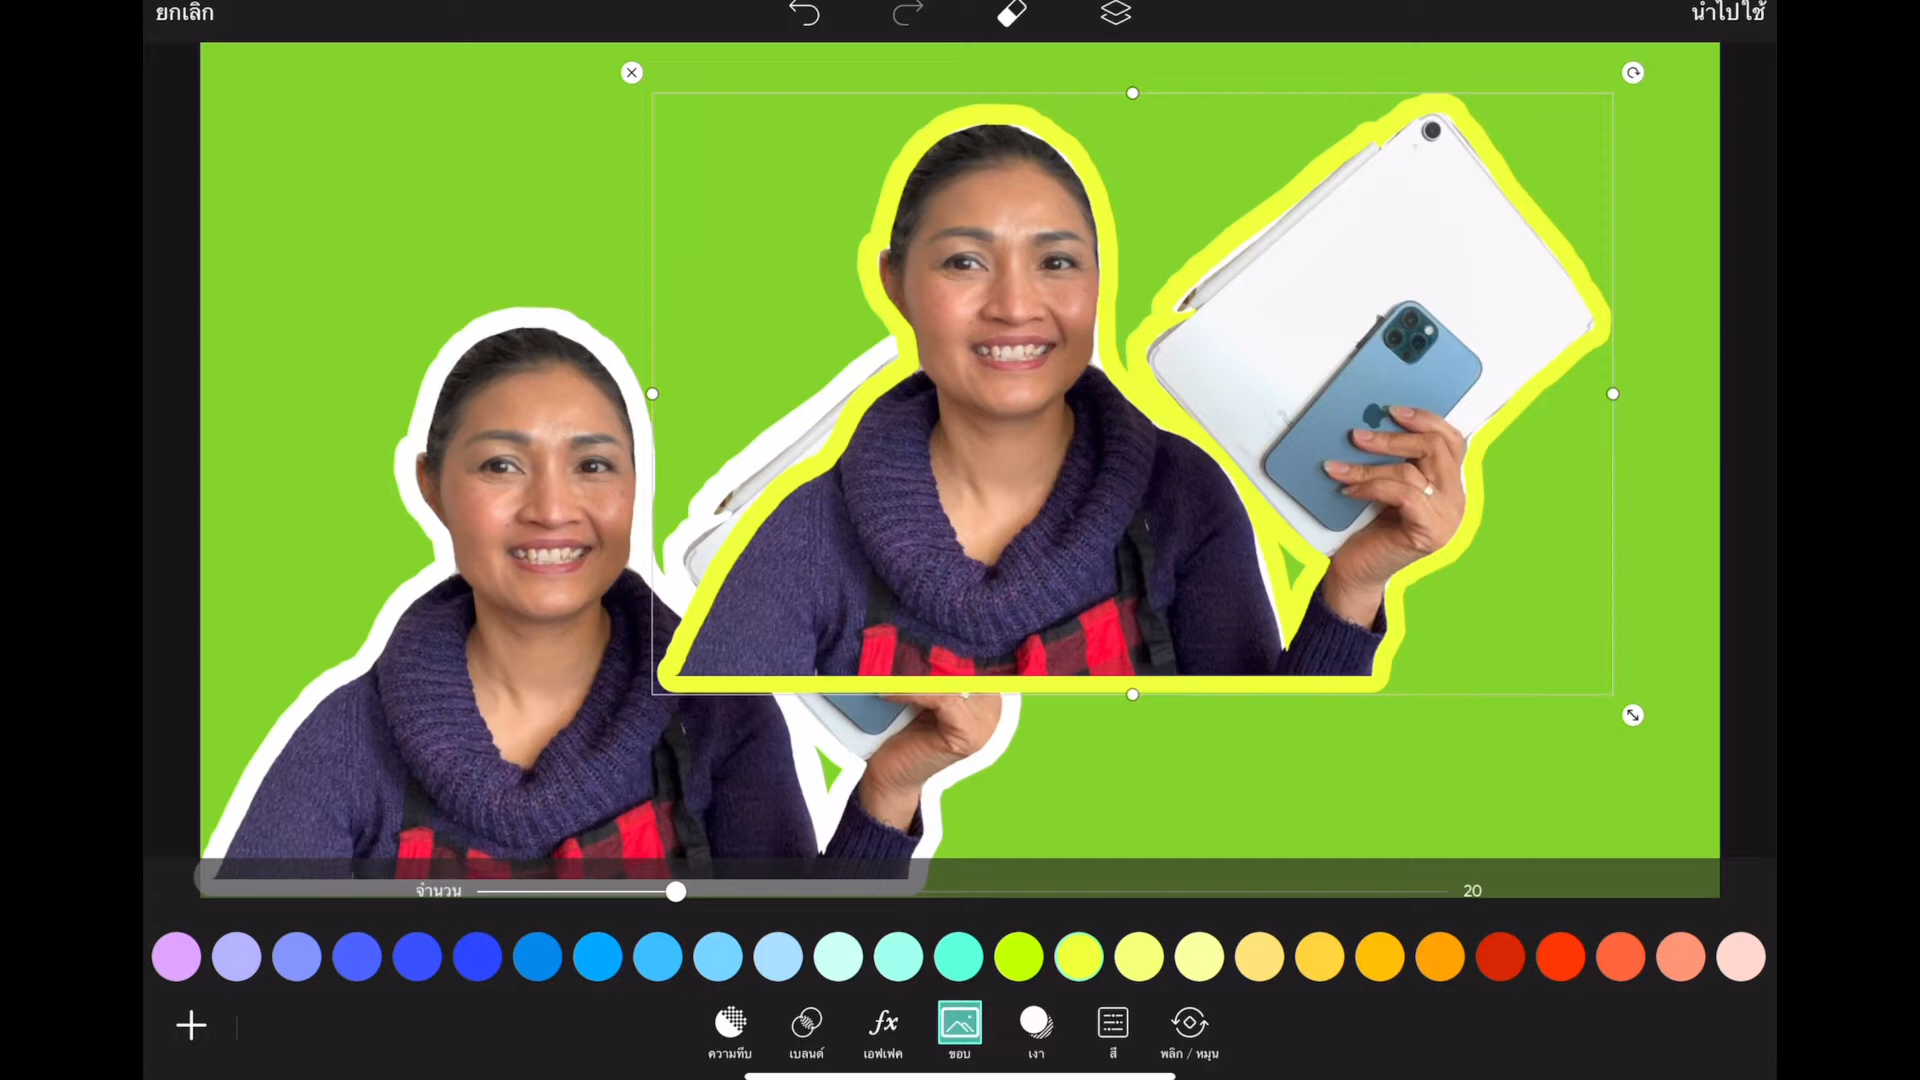 ยกเลิก
นำไปใช้
จำนวน 20
ความทึบ เบลนด์ เอฟเฟค ขอบ เงา สี พลิก / หมุน